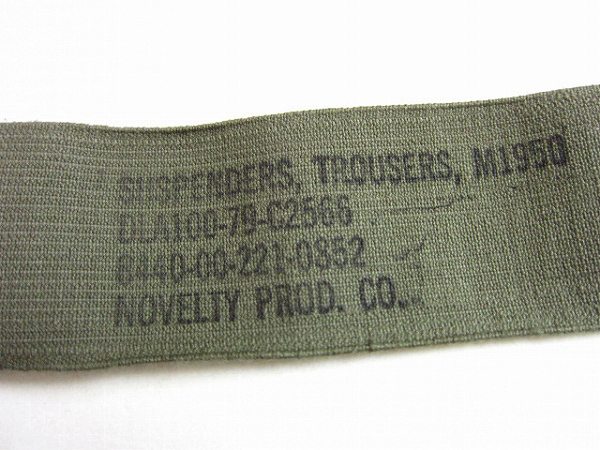 SUSPENDERS, TROUSERS, M1950
DLA100-79-C2566
8440-00-221-0852
NOVELTY PROD. CO.